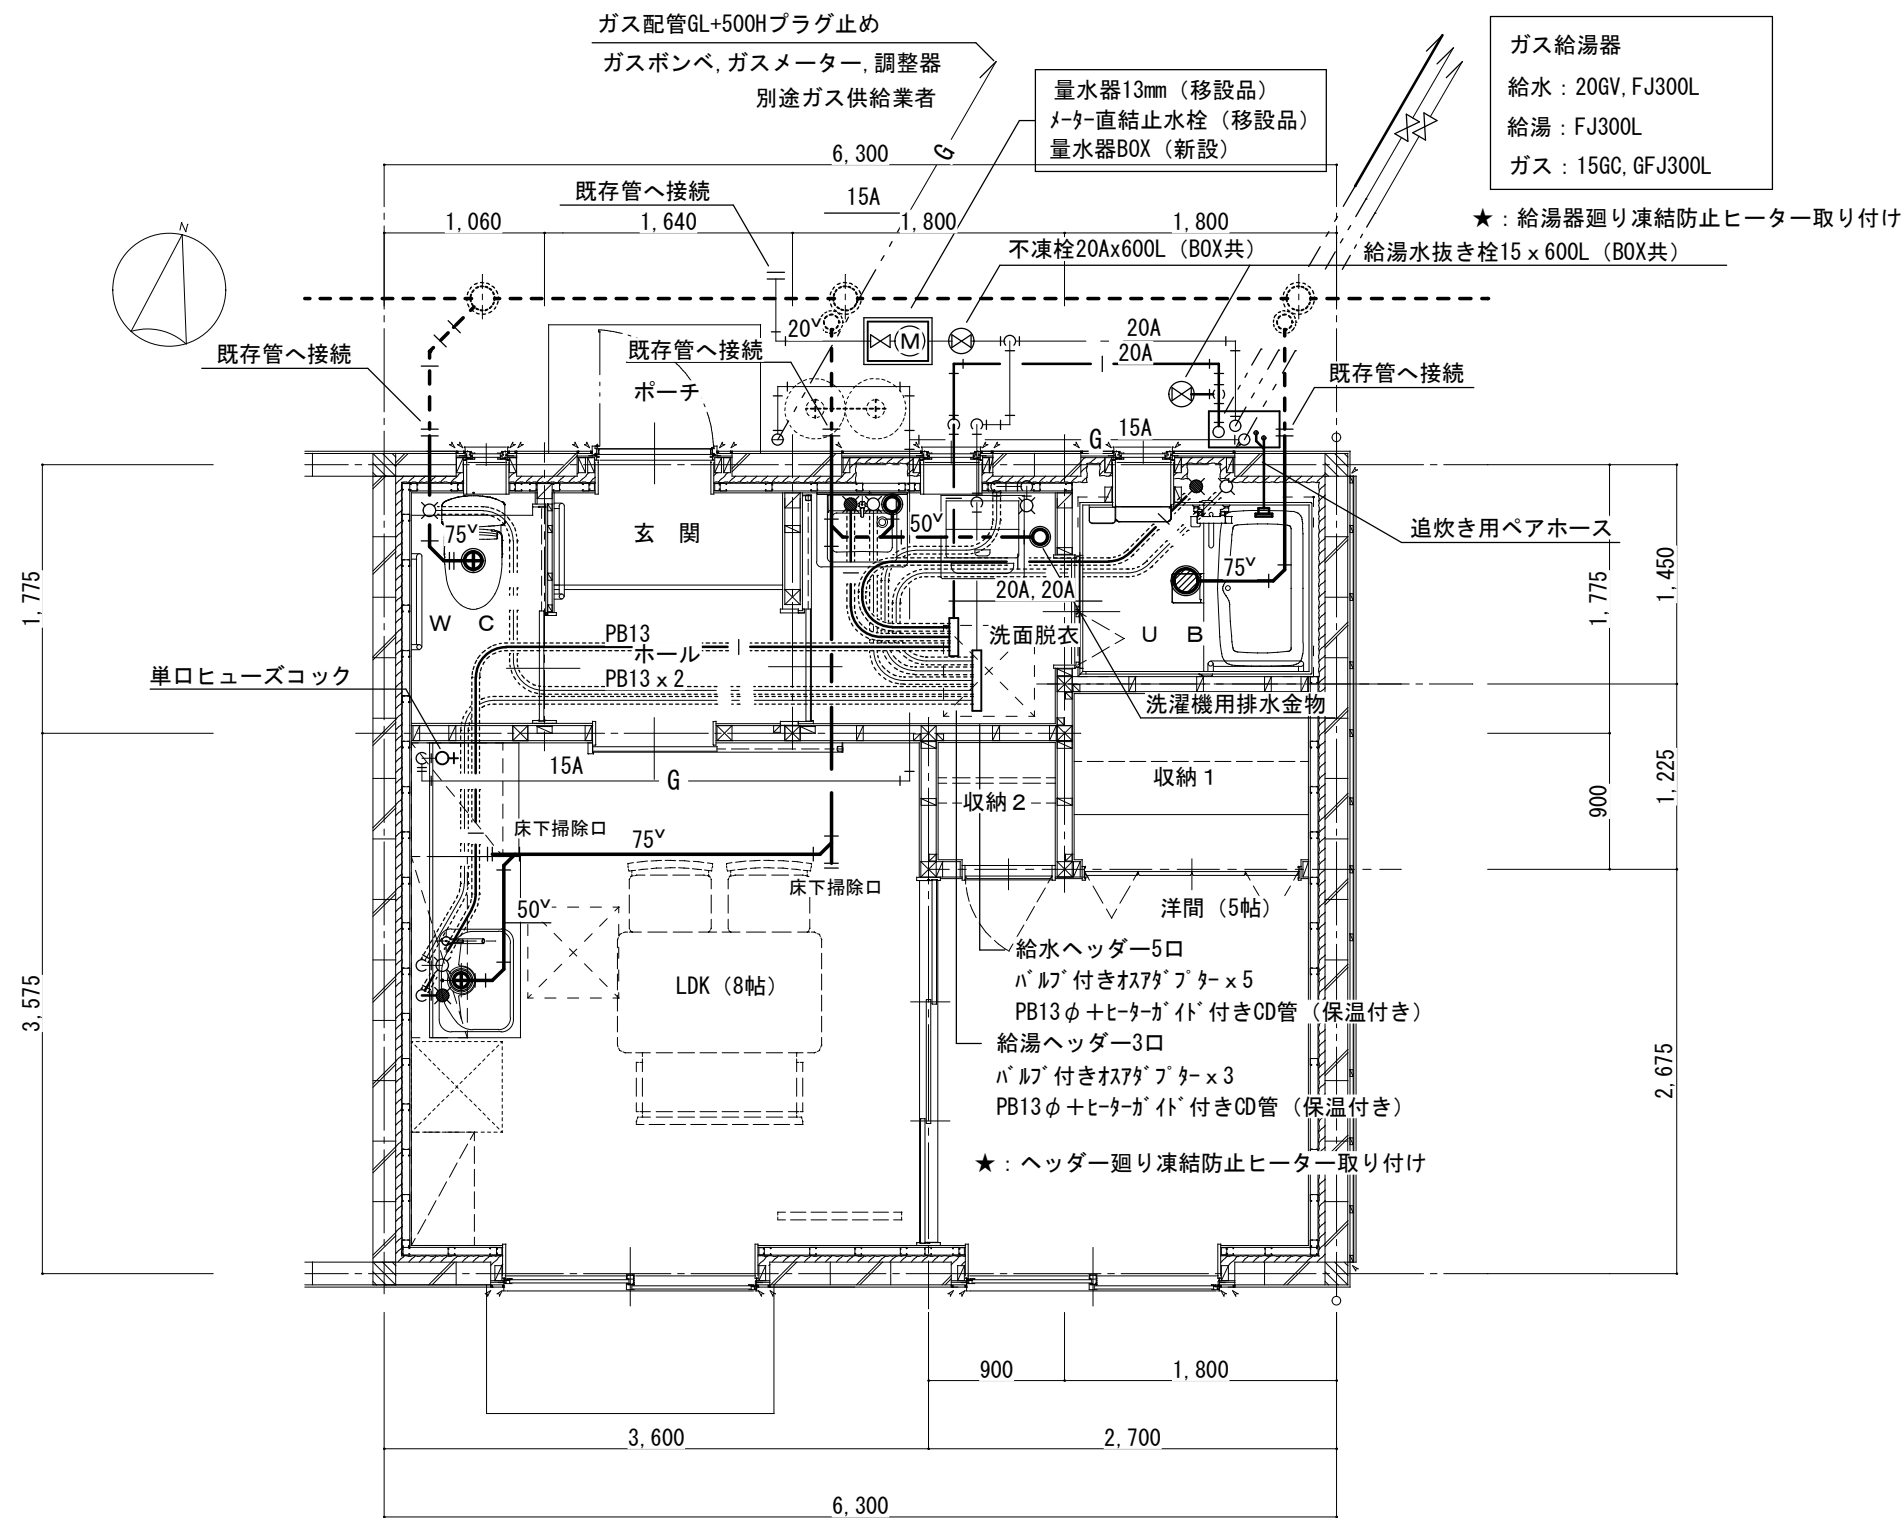 ガス配管GL+500Hプラグ止め
ガスボンベ,ガスメーター,調整器
別途ガス供給業者
量水器13mm（移設品）
ﾒｰﾀｰ直結止水栓（移設品）
量水器BOX（新設）
ガス給湯器
給水：20GV,FJ300L
給湯：FJ300L
ガス：15GC,GFJ300L
★：給湯器廻り凍結防止ヒーター取り付け
6,300
G
既存管へ接続
15A
1,060
1,640
1,800
1,800
不凍栓20Ax600L（BOX共）
給湯水抜き栓15ｘ600L（BOX共）
N
20V
M
20A
20A
既存管へ接続
既存管へ接続
既存管へ接続
ポーチ
15A
G
玄　関
75V
50V
75V
追炊き用ペアホース
20A,20A
Ｗ　Ｃ
PB13
ホール
PB13ｘ2
洗面脱衣
Ｕ　Ｂ
単口ヒューズコック
洗濯機用排水金物
1,775
1,775
1,450
15A
G
収納２
収納１
1,225
900
床下掃除口
75V
床下掃除口
50V
洋間（5帖）
LDK（8帖）
給水ヘッダー5口
ﾊﾞﾙﾌﾞ付きｵｽｱﾀﾞﾌﾟﾀｰｘ5
PB13φ＋ﾋｰﾀｰｶﾞｲﾄﾞ付きCD管（保温付き）
給湯ヘッダー3口
ﾊﾞﾙﾌﾞ付きｵｽｱﾀﾞﾌﾟﾀｰｘ3
PB13φ＋ﾋｰﾀｰｶﾞｲﾄﾞ付きCD管（保温付き）
3,575
2,675
★：ヘッダー廻り凍結防止ヒーター取り付け
900
1,800
3,600
2,700
6,300